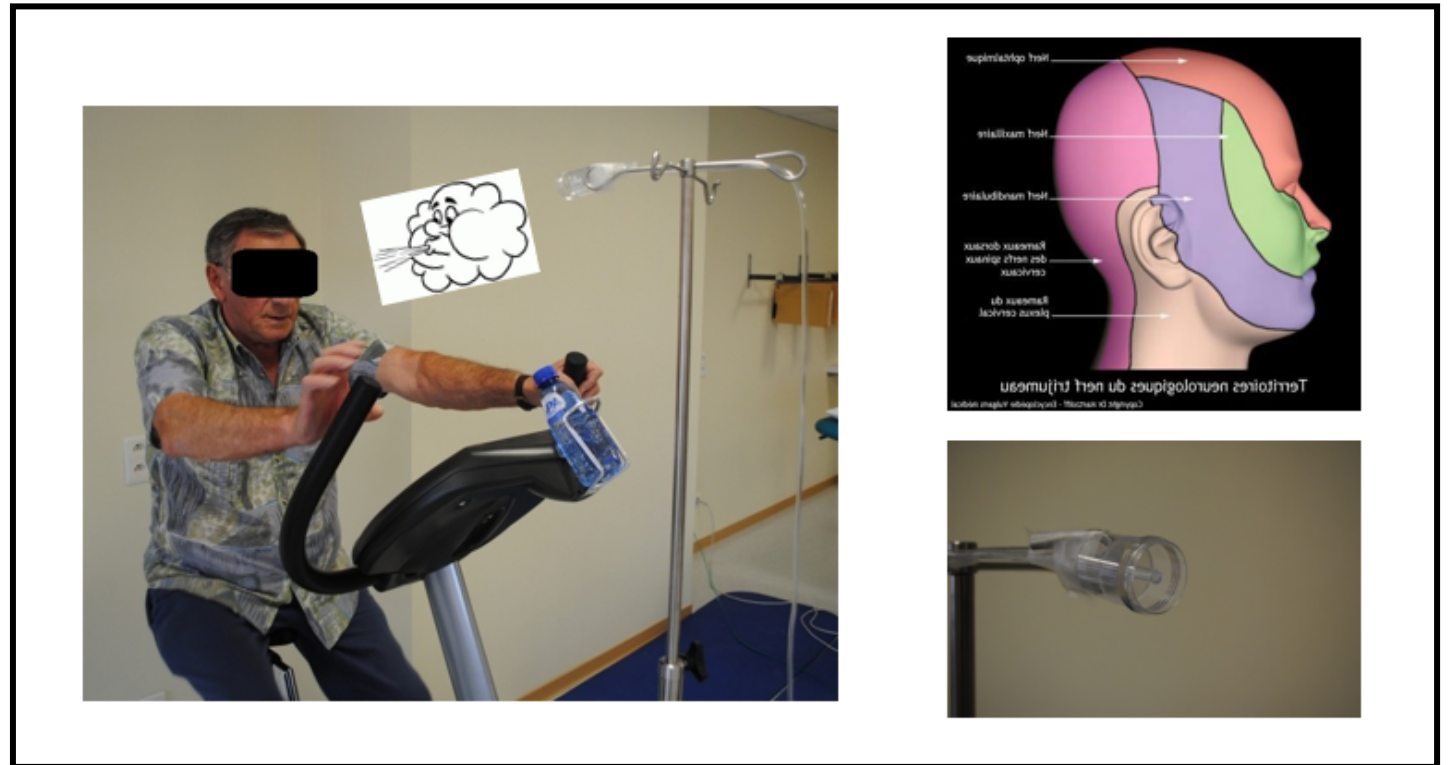 Nerf ophtalmique
Nerf maxillaire
Nerf mandibulaire
Rameaux dorsaux
des nerfs spinaux
cervicaux
Rameaux du
plexus cervical
Territoires neurologiques du nerf trijumeau